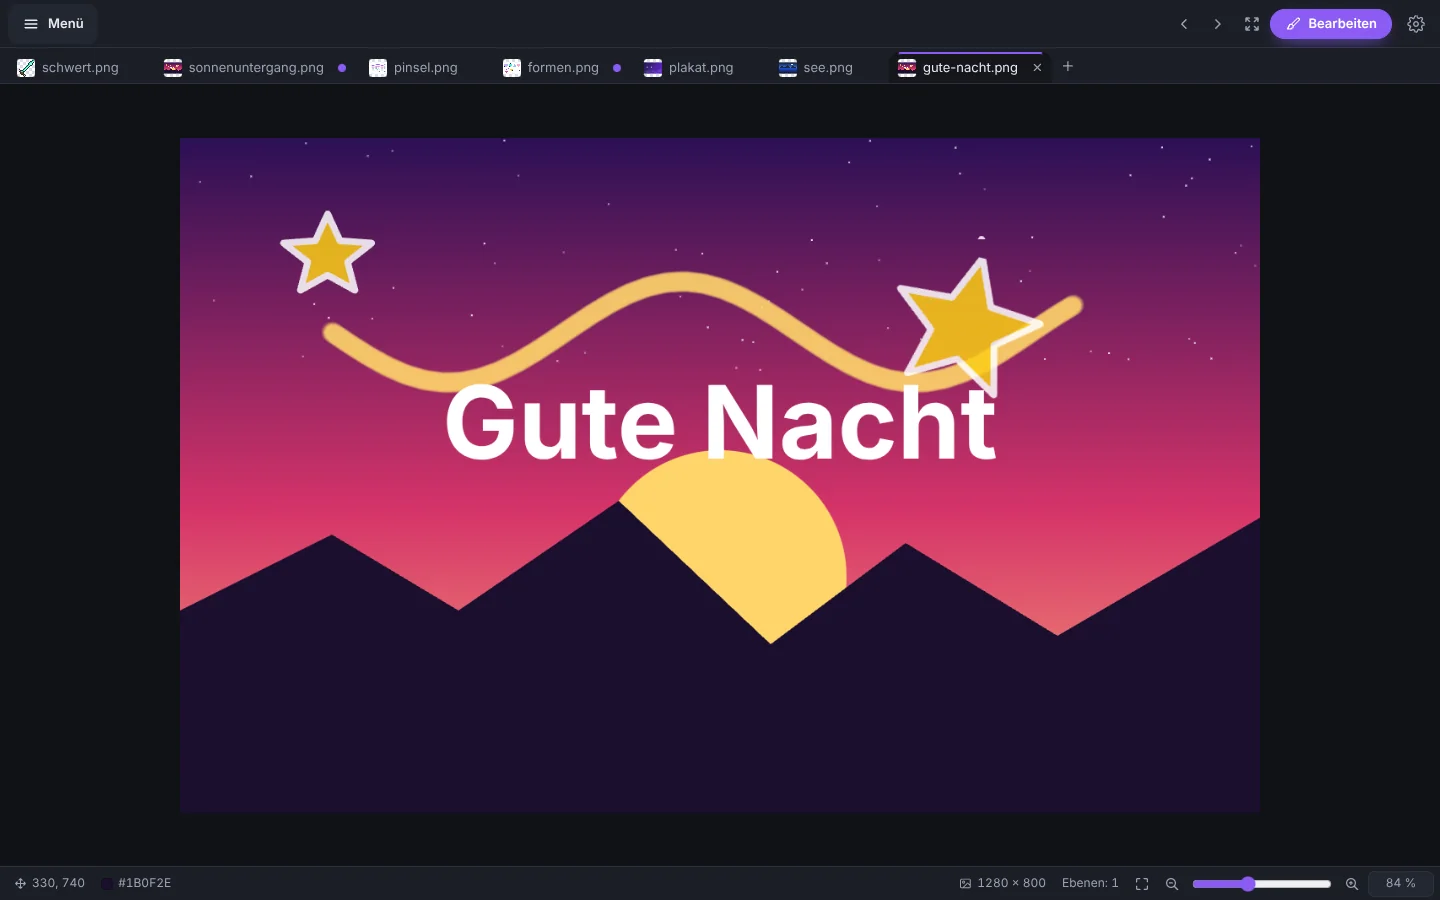 Menü
Bearbeiten
schwert.png
sonnenuntergang.png
pinsel.png
formen.png
plakat.png
see.png
gute-nacht.png
Gute Nacht
330, 740
#1B0F2E
1280 × 800
Ebenen: 1
84 %